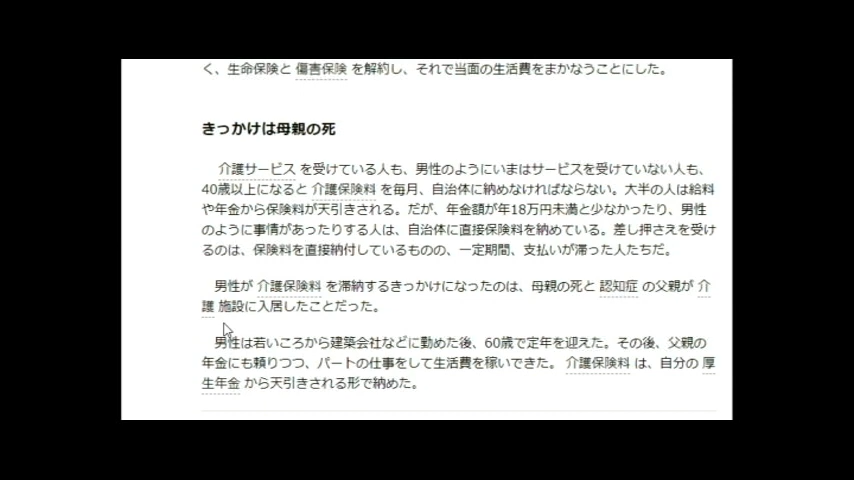 く、生命保険と 傷害保険 を解約し、それで当面の生活費をまかなうことにした。
きっかけは母親の死
介護サービス を受けている人も、男性のようにいまはサービスを受けていない人も、
40歳以上になると 介護保険料 を毎月、自治体に納めなければならない。大半の人は給料
や年金から保険料が天引きされる。だが、年金額が年18万円未満と少なかったり、男性
のように事情があったりする人は、自治体に直接保険料を納めている。差し押さえを受け
るのは、保険料を直接納付しているものの、一定期間、支払いが滞った人たちだ。
男性が 介護保険料 を滞納するきっかけになったのは、母親の死と 認知症 の父親が 介
護 施設に入居したことだった。
男性は若いころから建築会社などに勤めた後、60歳で定年を迎えた。その後、父親の
年金にも頼りつつ、パートの仕事をして生活費を稼いできた。 介護保険料 は、自分の 厚
生年金 から天引きされる形で納めた。